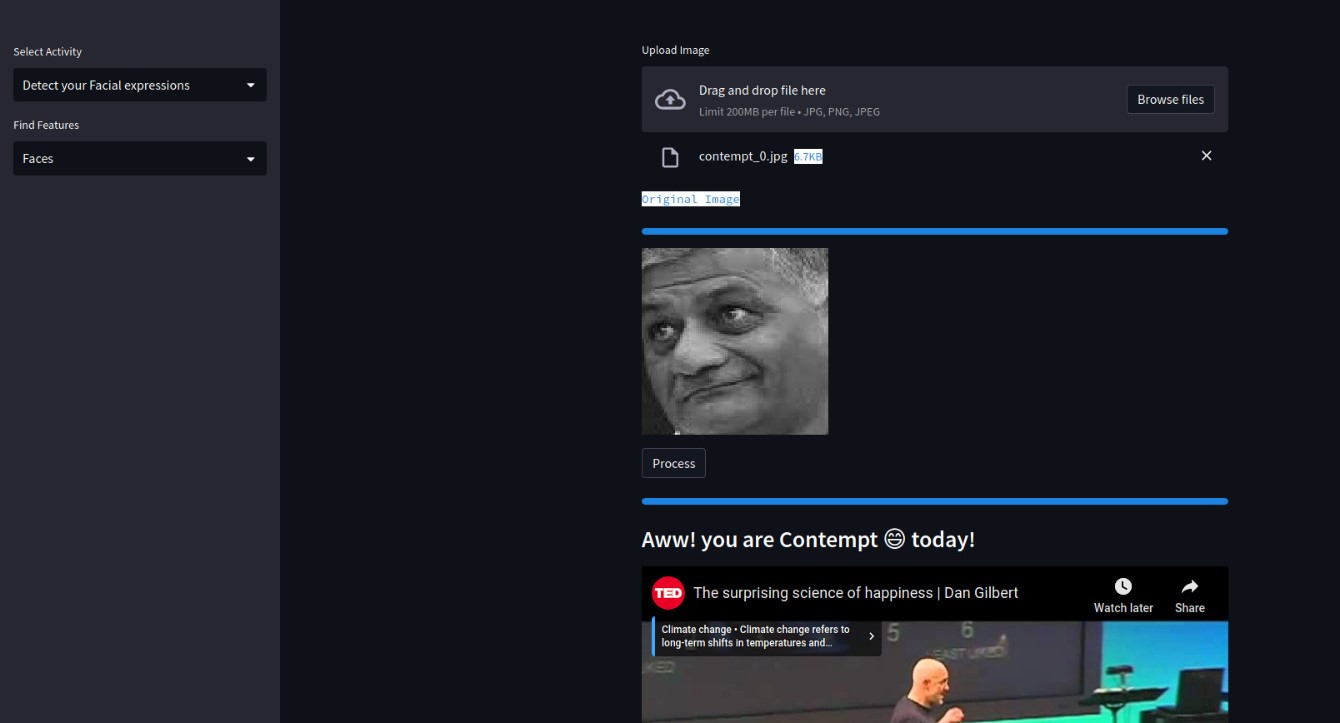 Select Activity
Detect your Facial expressions
Find Features
Faces
Upload Image
Drag and drop file here
Limit 200MB per file • JPG, PNG, JPEG
Browse files
contempt_0.jpg 6.7KB
Original Image
Process
Aww! you are Contempt 😄 today!
TED
The surprising science of happiness | Dan Gilbert
Watch later
Share
Climate change • Climate change refers to
long-term shifts in temperatures and...
5 6